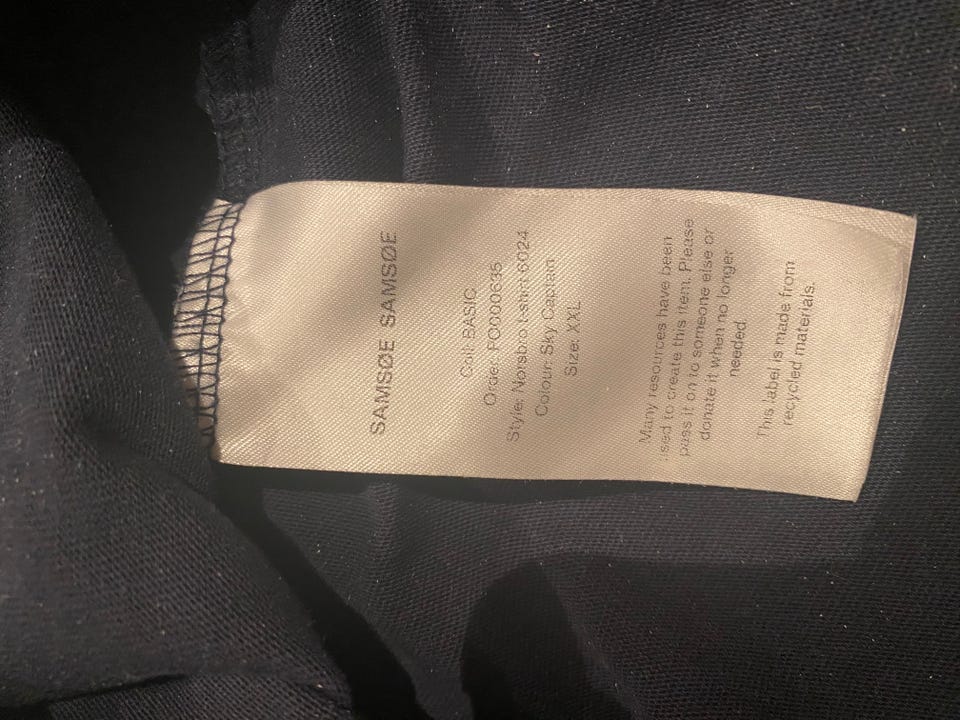 SAMSØE SAMSØE
Col: BASIC
Order: PO000635
Style: Norsbro t-shirt 6024
Colour: Sky Captain
Size: XXL
Many resources have been
used to create this item. Please
pass it on to someone else or
donate it when no longer
needed.
This label is made from
recycled materials.